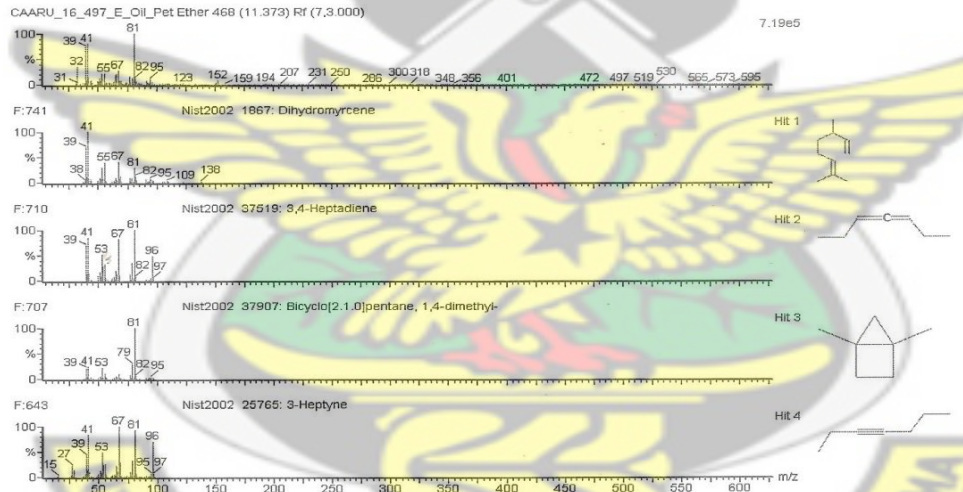 CAARU_16_497_E_Oil_Pet Ether 468 (11.373) Rf (7,3.000)
7.19e5
100
%
0
39 41 81
32 55 67 82 95
31 123 152 159 194 207 231 260 286 300 318 348 356 401 472 497 519 530 565 573 595
F:741 Nist2002 1667: Dihydromyrcene
Hit 1
100
%
0
41
39
38 55 67 81 82 95 109 138
F:710 Nist2002 37519: 3,4-Heptadiene
Hit 2
C
100
%
0
39 41 53 67 81 96
82 97
F:707 Nist2002 37907: Bicyclo[2.1.0]pentane, 1,4-dimethyl-
Hit 3
100
%
0
81
79
39 41 53 82 95
F:643 Nist2002 25765: 3-Heptyne
Hit 4
100
%
0
67 81
41 96
39 53
15 27 95 97
m/z
50 100 150 200 250 300 350 400 450 500 550 600
MA